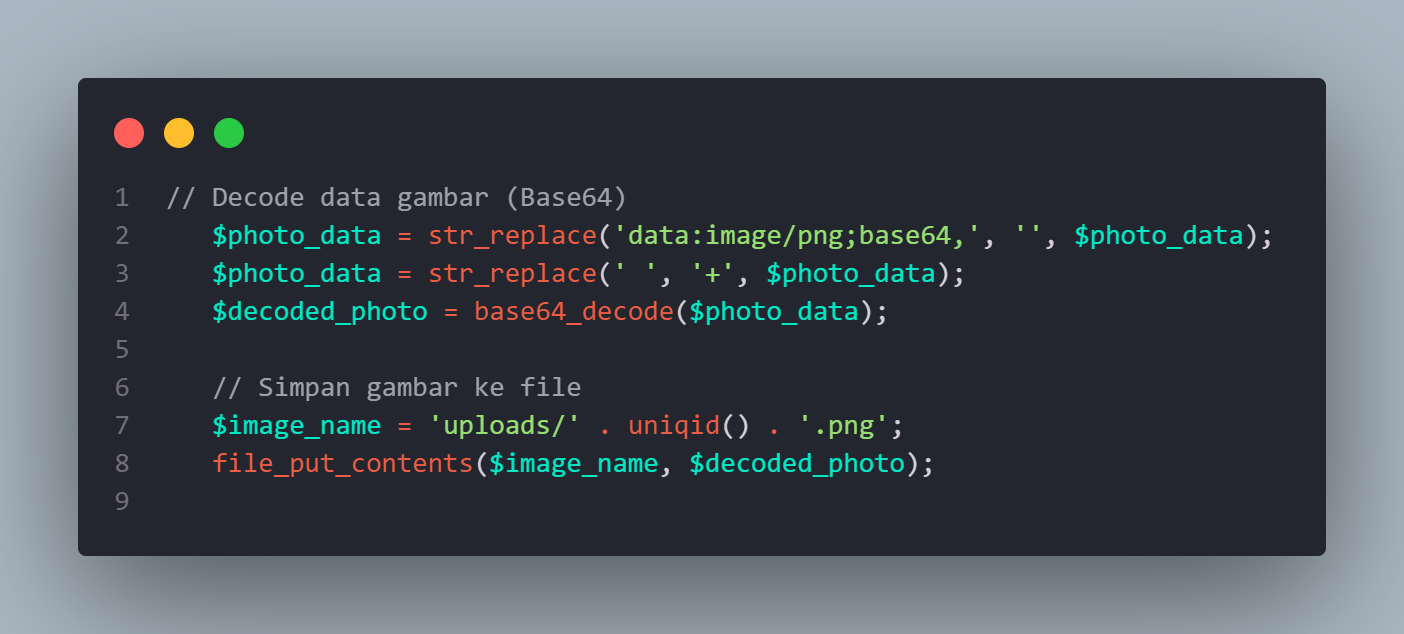 1 // Decode data gambar (Base64)
2 $photo_data = str_replace('data:image/png;base64,', '', $photo_data);
3 $photo_data = str_replace(' ', '+', $photo_data);
4 $decoded_photo = base64_decode($photo_data);
5
6 // Simpan gambar ke file
7 $image_name = 'uploads/' . uniqid() . '.png';
8 file_put_contents($image_name, $decoded_photo);
9